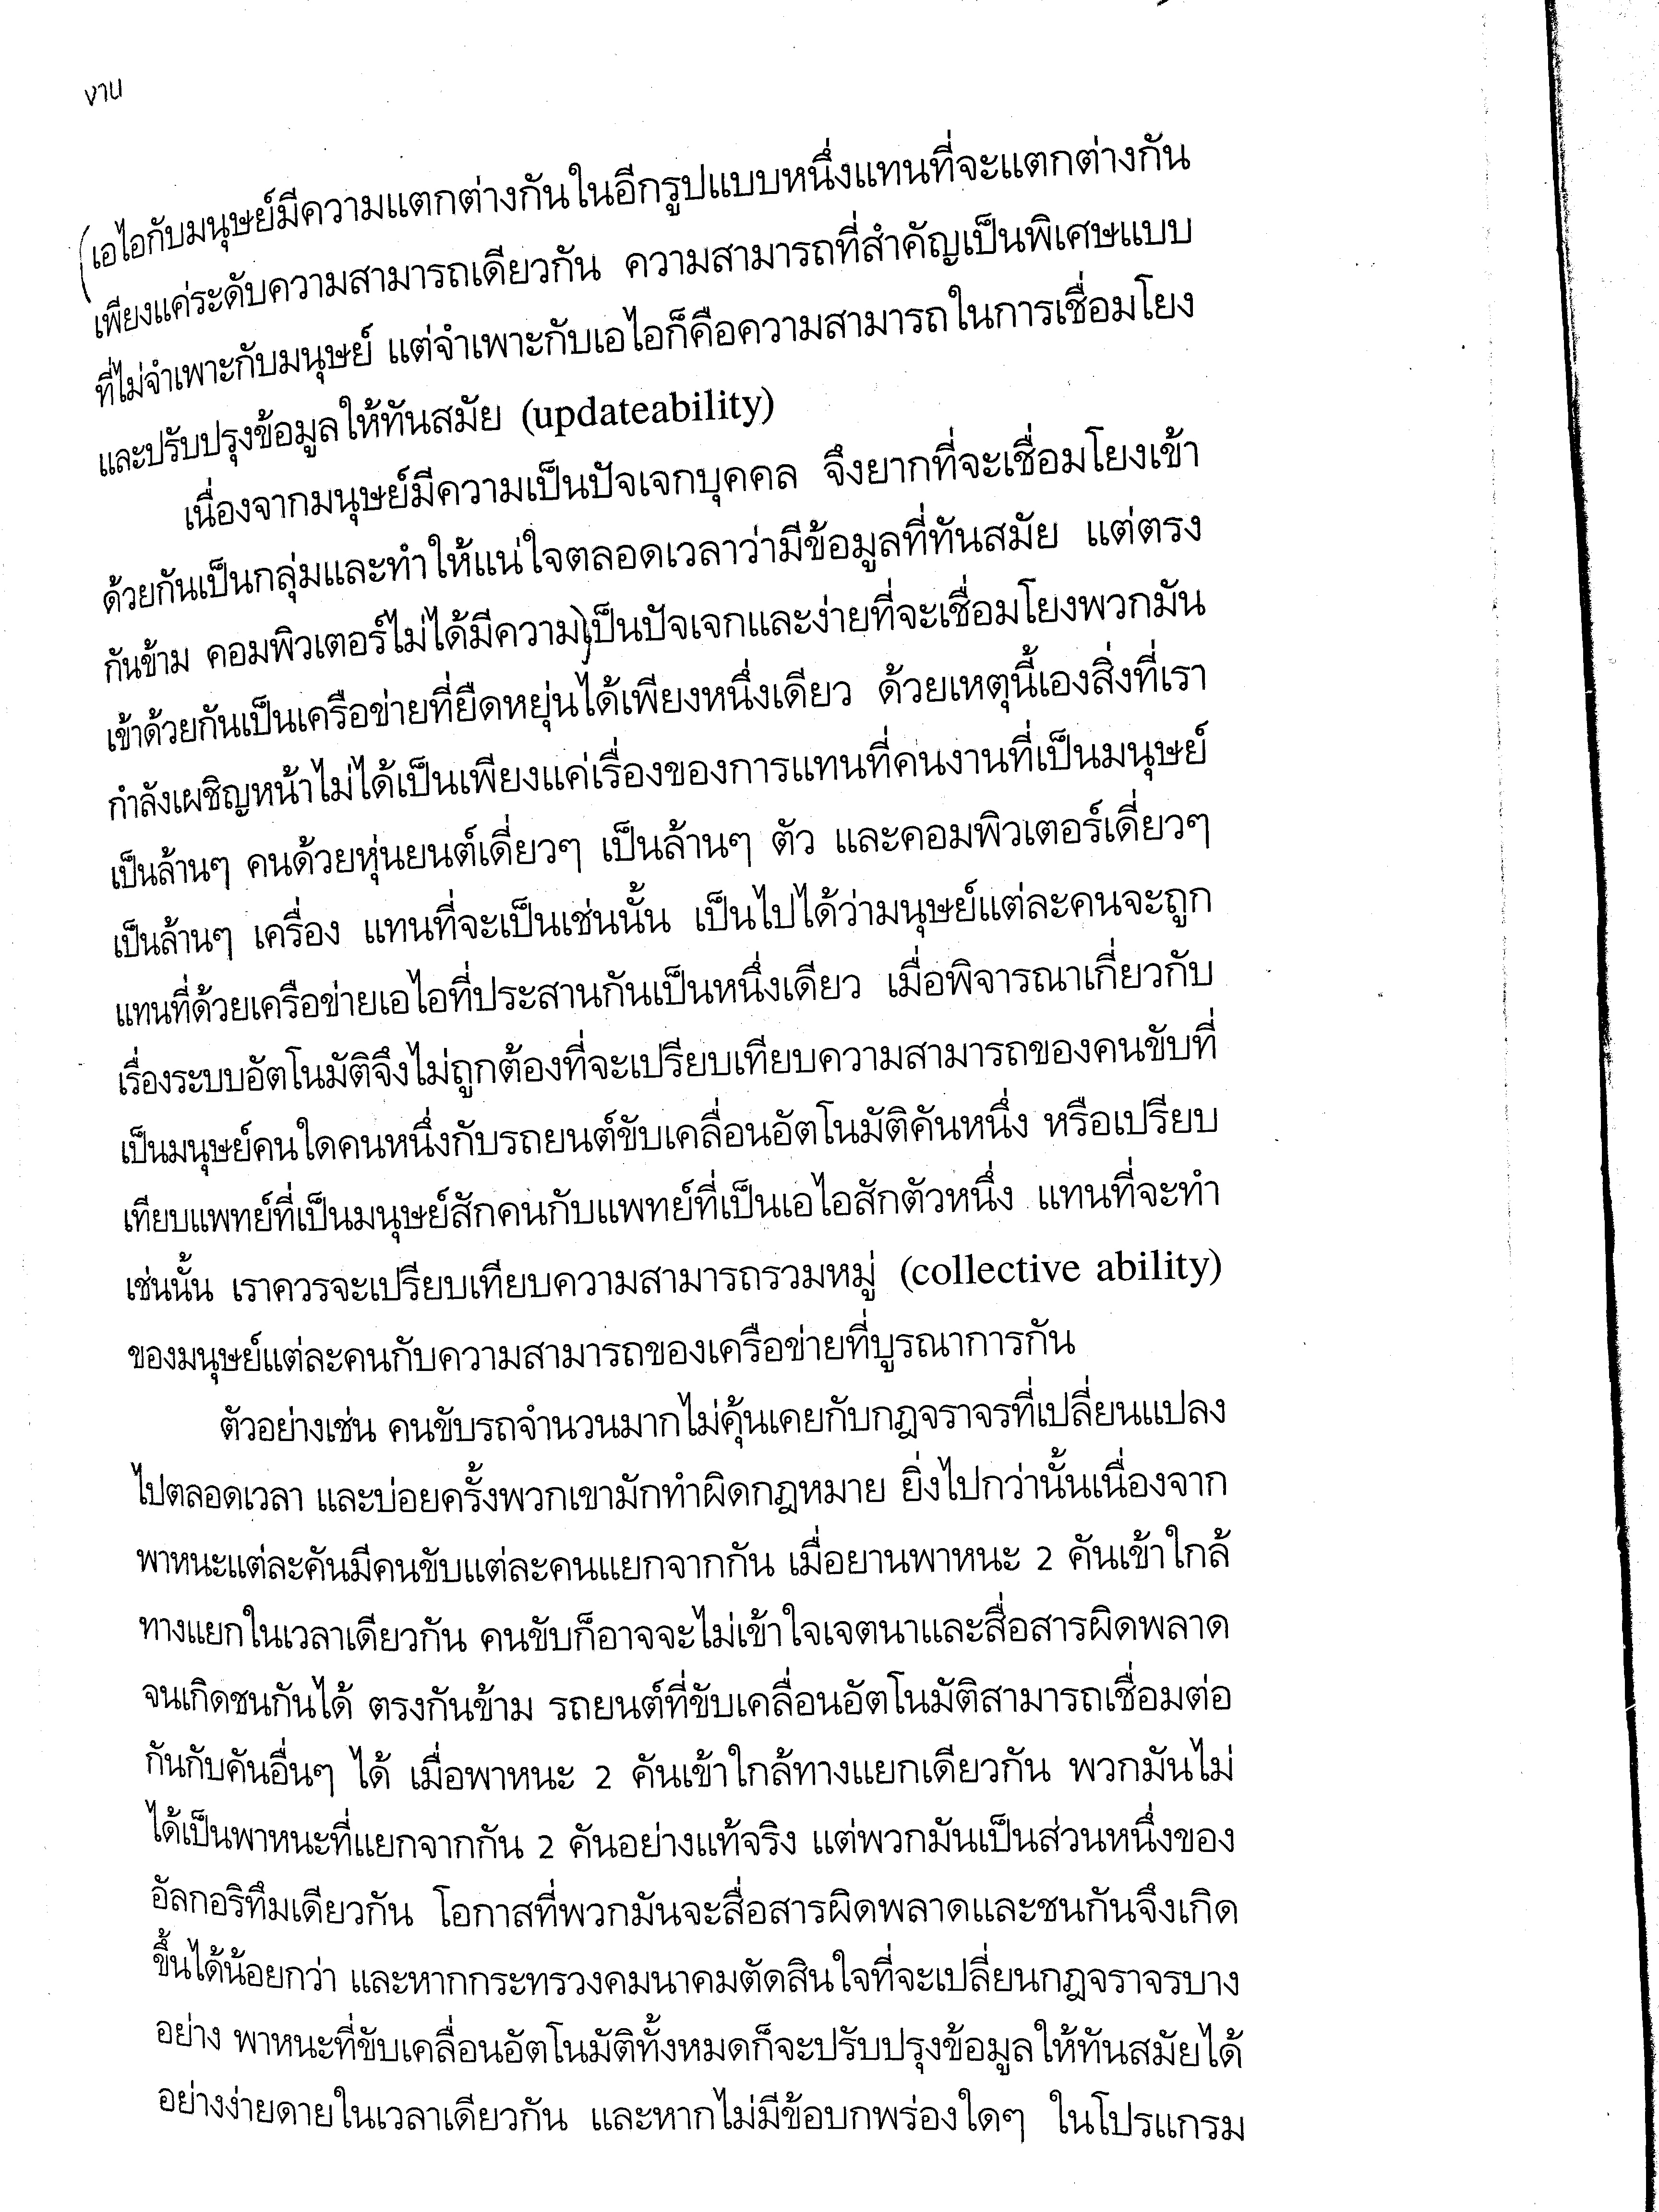 งาน
เอไอกับมนุษย์มีความแตกต่างกันในอีกรูปแบบหนึ่งแทนที่จะแตกต่างกัน
เพียงแค่ระดับความสามารถเดียวกัน ความสามารถที่สำคัญเป็นพิเศษแบบ
ที่ไม่จำเพาะกับมนุษย์ แต่จำเพาะกับเอไอก็คือความสามารถในการเชื่อมโยง
และปรับปรุงข้อมูลให้ทันสมัย (updateability)
เนื่องจากมนุษย์มีความเป็นปัจเจกบุคคล จึงยากที่จะเชื่อมโยงเข้า
ด้วยกันเป็นกลุ่มและทำให้แน่ใจตลอดเวลาว่ามีข้อมูลที่ทันสมัย แต่ตรง
กันข้าม คอมพิวเตอร์ไม่ได้มีความเป็นปัจเจกและง่ายที่จะเชื่อมโยงพวกมัน
เข้าด้วยกันเป็นเครือข่ายที่ยืดหยุ่นได้เพียงหนึ่งเดียว ด้วยเหตุนี้เองสิ่งที่เรา
กำลังเผชิญหน้าไม่ได้เป็นเพียงแค่เรื่องของการแทนที่คนงานที่เป็นมนุษย์
เป็นล้านๆ คนด้วยหุ่นยนต์เดี่ยวๆ เป็นล้านๆ ตัว และคอมพิวเตอร์เดี่ยวๆ
เป็นล้านๆ เครื่อง แทนที่จะเป็นเช่นนั้น เป็นไปได้ว่ามนุษย์แต่ละคนจะถูก
แทนที่ด้วยเครือข่ายเอไอที่ประสานกันเป็นหนึ่งเดียว เมื่อพิจารณาเกี่ยวกับ
เรื่องระบบอัตโนมัติจึงไม่ถูกต้องที่จะเปรียบเทียบความสามารถของคนขับที่
เป็นมนุษย์คนใดคนหนึ่งกับรถยนต์ขับเคลื่อนอัตโนมัติคันหนึ่ง หรือเปรียบ
เทียบแพทย์ที่เป็นมนุษย์สักคนกับแพทย์ที่เป็นเอไอสักตัวหนึ่ง แทนที่จะทำ
เช่นนั้น เราควรจะเปรียบเทียบความสามารถรวมหมู่ (collective ability)
ของมนุษย์แต่ละคนกับความสามารถของเครือข่ายที่บูรณาการกัน
ตัวอย่างเช่น คนขับรถจำนวนมากไม่คุ้นเคยกับกฎจราจรที่เปลี่ยนแปลง
ไปตลอดเวลา และบ่อยครั้งพวกเขามักทำผิดกฎหมาย ยิ่งไปกว่านั้นเนื่องจาก
พาหนะแต่ละคันมีคนขับแต่ละคนแยกจากกัน เมื่อยานพาหนะ 2 คันเข้าใกล้
ทางแยกในเวลาเดียวกัน คนขับก็อาจจะไม่เข้าใจเจตนาและสื่อสารผิดพลาด
จนเกิดชนกันได้ ตรงกันข้าม รถยนต์ที่ขับเคลื่อนอัตโนมัติสามารถเชื่อมต่อ
กันกับคันอื่นๆ ได้ เมื่อพาหนะ 2 คันเข้าใกล้ทางแยกเดียวกัน พวกมันไม่
ได้เป็นพาหนะที่แยกจากกัน 2 คันอย่างแท้จริง แต่พวกมันเป็นส่วนหนึ่งของ
อัลกอริทึมเดียวกัน โอกาสที่พวกมันจะสื่อสารผิดพลาดและชนกันจึงเกิด
ขึ้นได้น้อยกว่า และหากกระทรวงคมนาคมตัดสินใจที่จะเปลี่ยนกฎจราจรบาง
อย่าง พาหนะที่ขับเคลื่อนอัตโนมัติทั้งหมดก็จะปรับปรุงข้อมูลให้ทันสมัยได้
อย่างง่ายดายในเวลาเดียวกัน และหากไม่มีข้อบกพร่องใดๆ ในโปรแกรม